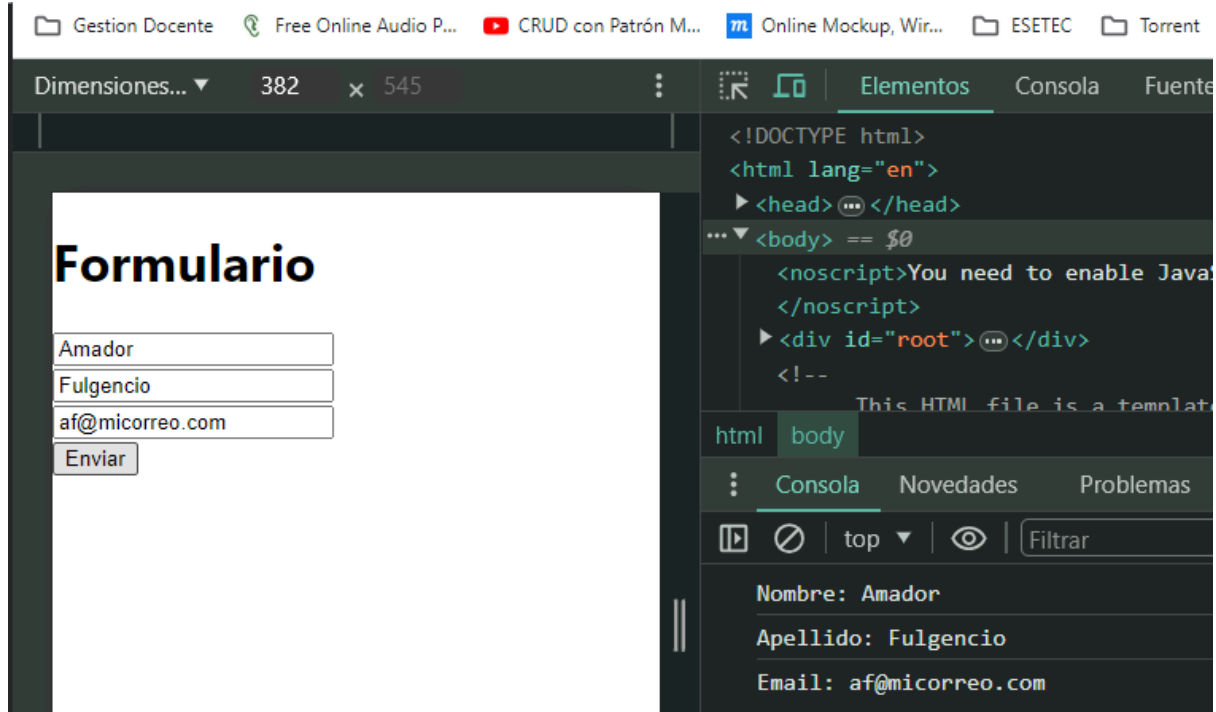 Gestion Docente Free Online Audio P... CRUD con Patrón M... m Online Mockup, Wir... ESETEC Torrent
Dimensiones... ▼ 382 × 545
Elementos Consola Fuente
Formulario
Amador
Fulgencio
af@micorreo.com
Enviar
<!DOCTYPE html>
<html lang="en">
<head>...</head>
... <body> == $0
<noscript>You need to enable JavaS
</noscript>
<div id="root">...</div>
<!--
This HTML file is a template
html body
Consola Novedades Problemas
top ▼ Filtrar
Nombre: Amador
Apellido: Fulgencio
Email: af@micorreo.com